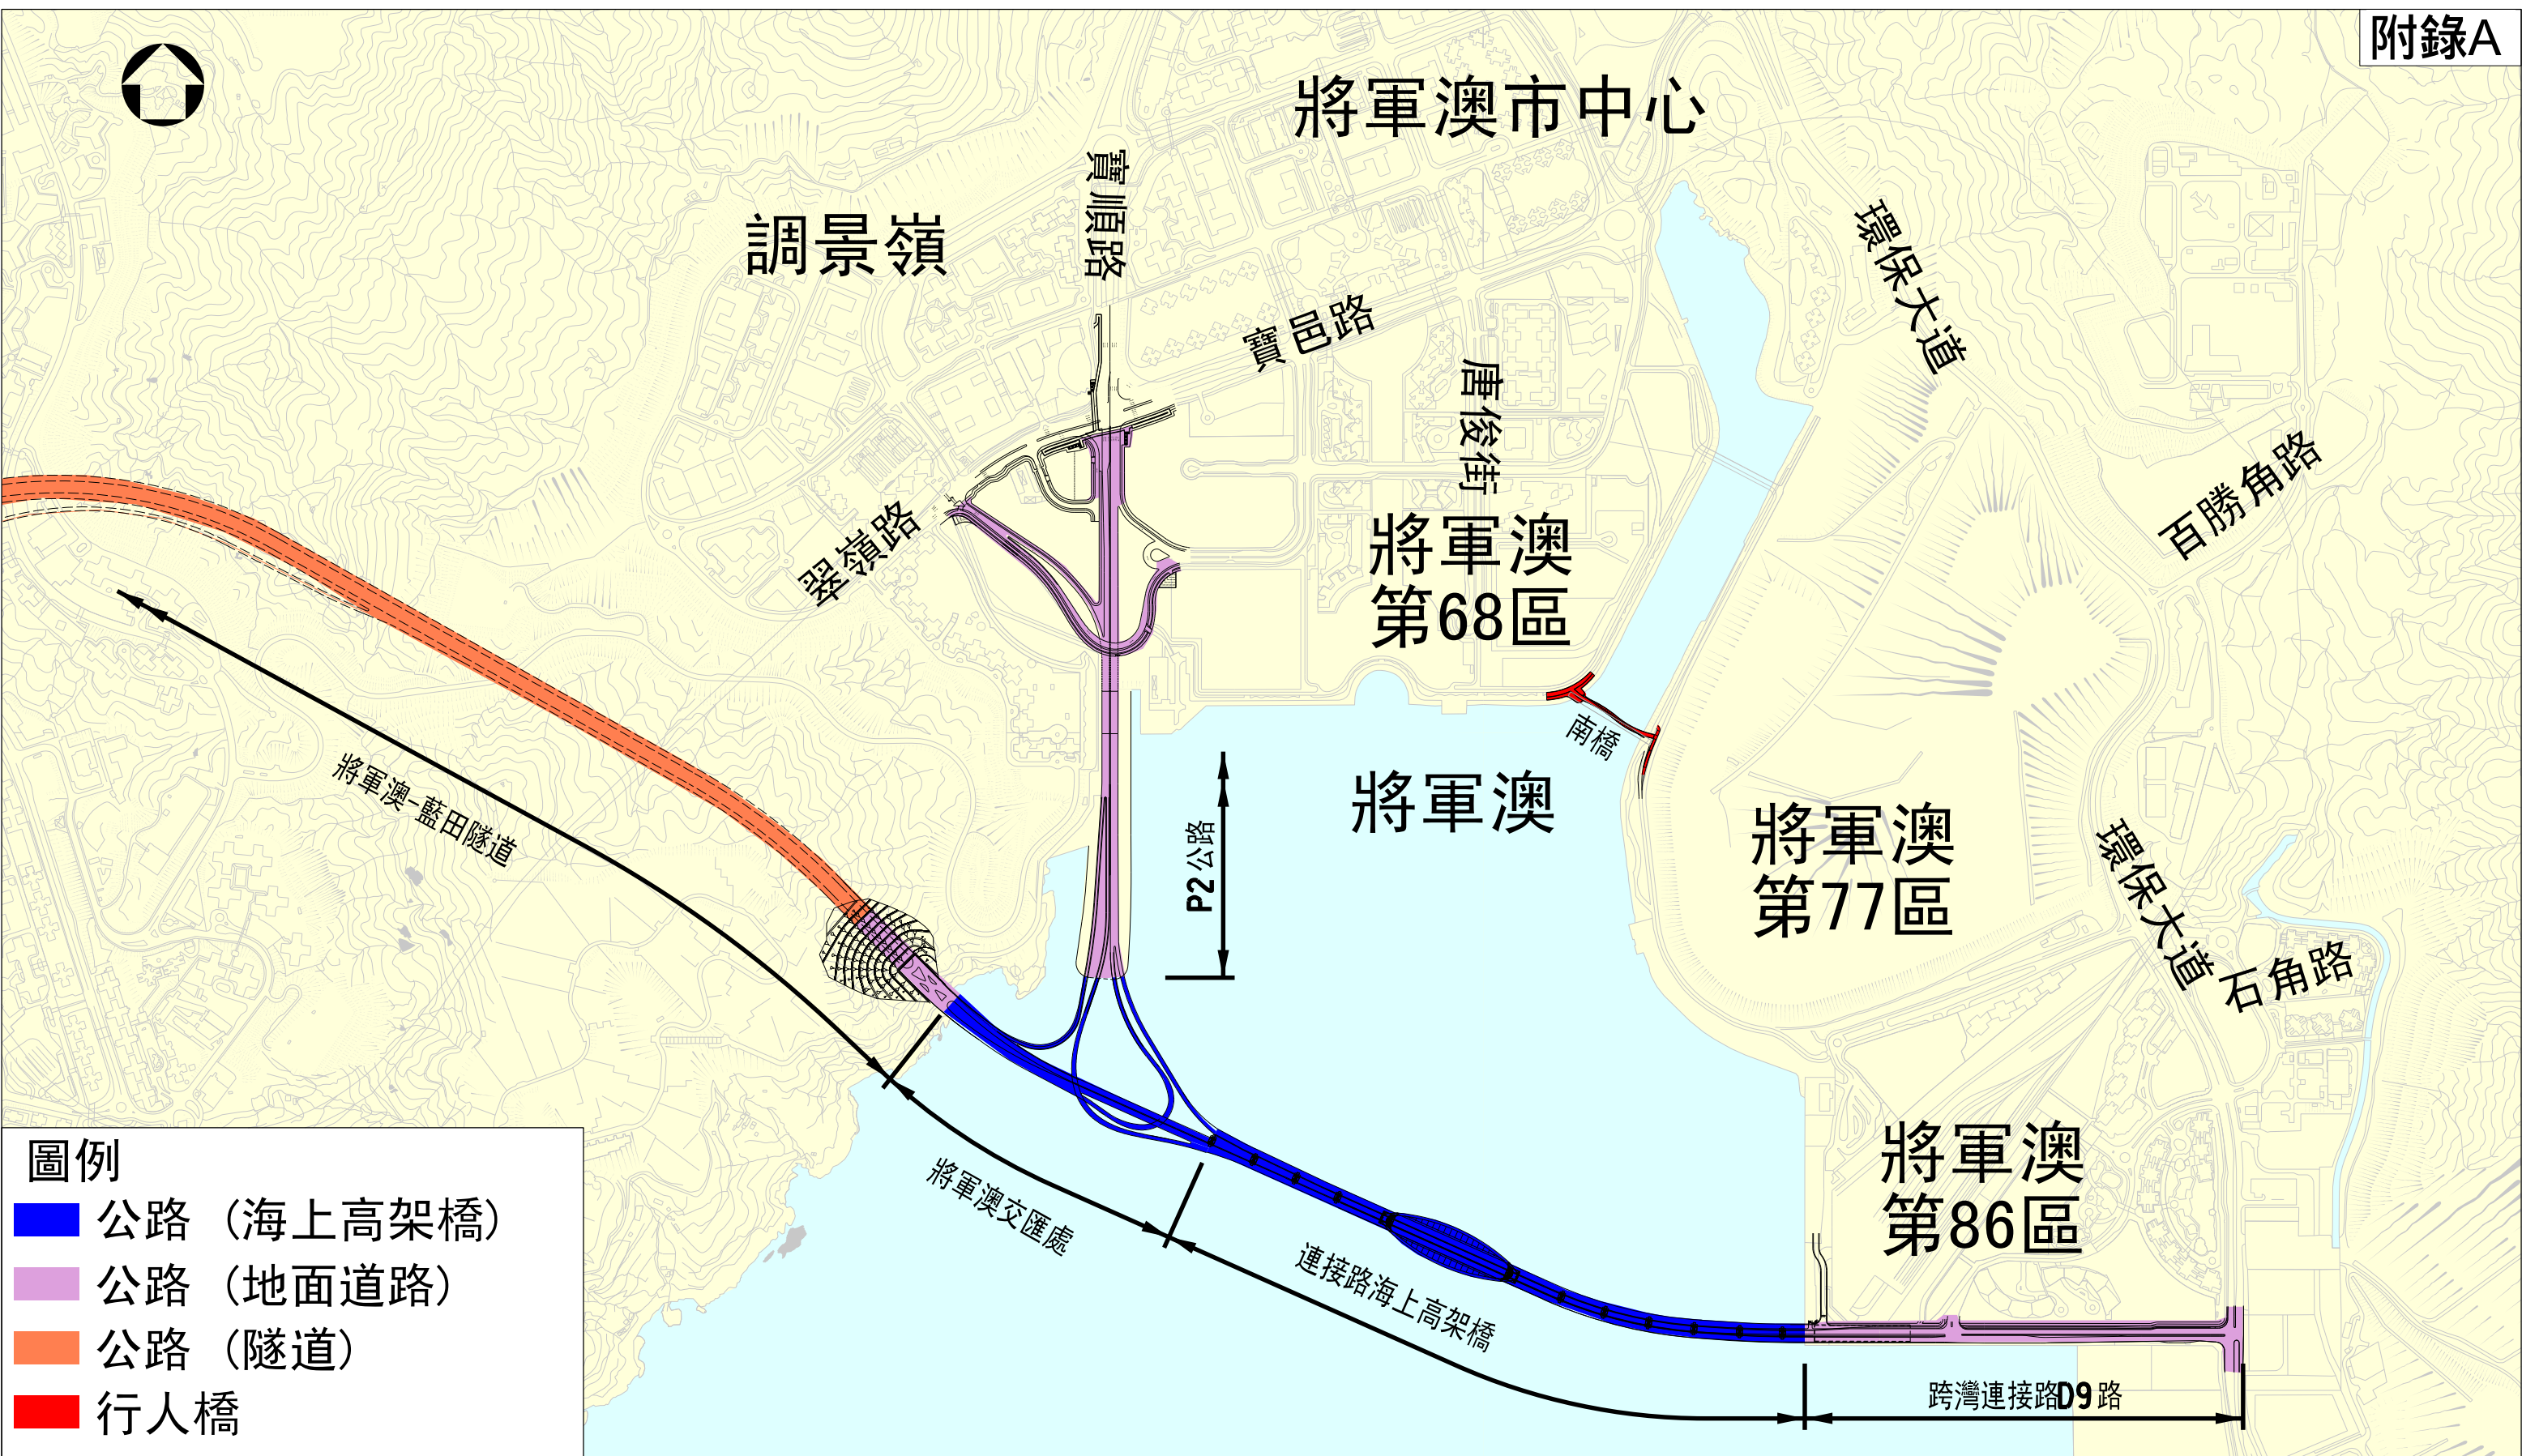 附錄A
將軍澳市中心
寶順路
調景嶺
環保大道
寶邑路
唐俊街
百勝角路
翠嶺路
將軍澳
第68區
南橋
將軍澳-藍田隧道
P2公路
將軍澳
將軍澳
第77區
環保大道
石角路
將軍澳交匯處
連接路海上高架橋
將軍澳
第86區
跨灣連接路D9路
圖例
公路（海上高架橋）
公路（地面道路）
公路（隧道）
行人橋